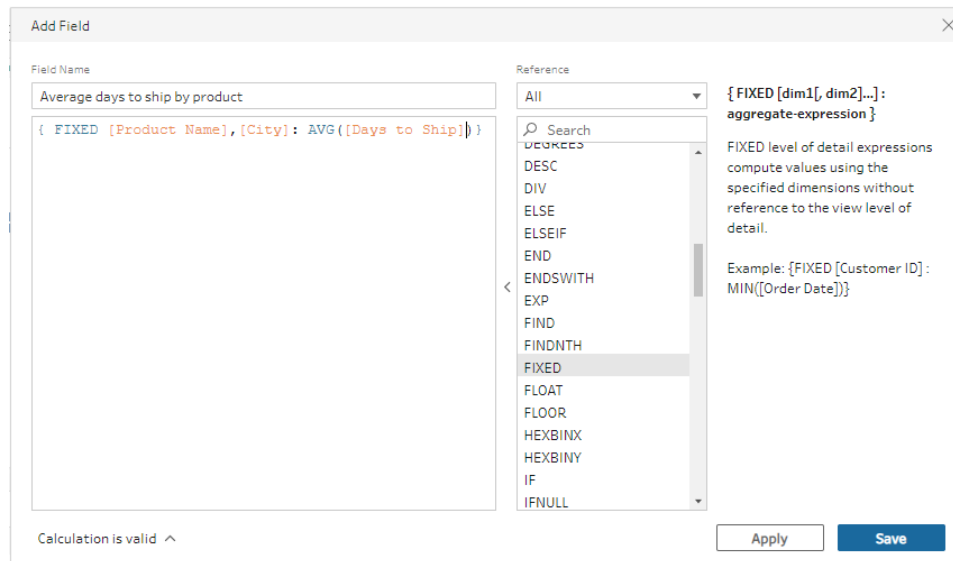 Add Field
Field Name
Average days to ship by product
{ FIXED [Product Name],[City]: AVG([Days to Ship])}
Calculation is valid
Reference
All
Search
DEGREES
DESC
DIV
ELSE
ELSEIF
END
ENDSWITH
EXP
FIND
FINDNTH
FIXED
FLOAT
FLOOR
HEXBINX
HEXBINY
IF
IFNULL
{ FIXED [dim1[, dim2]...] :
aggregate-expression }
FIXED level of detail expressions
compute values using the
specified dimensions without
reference to the view level of
detail.
Example: {FIXED [Customer ID] :
MIN([Order Date])}
Apply
Save